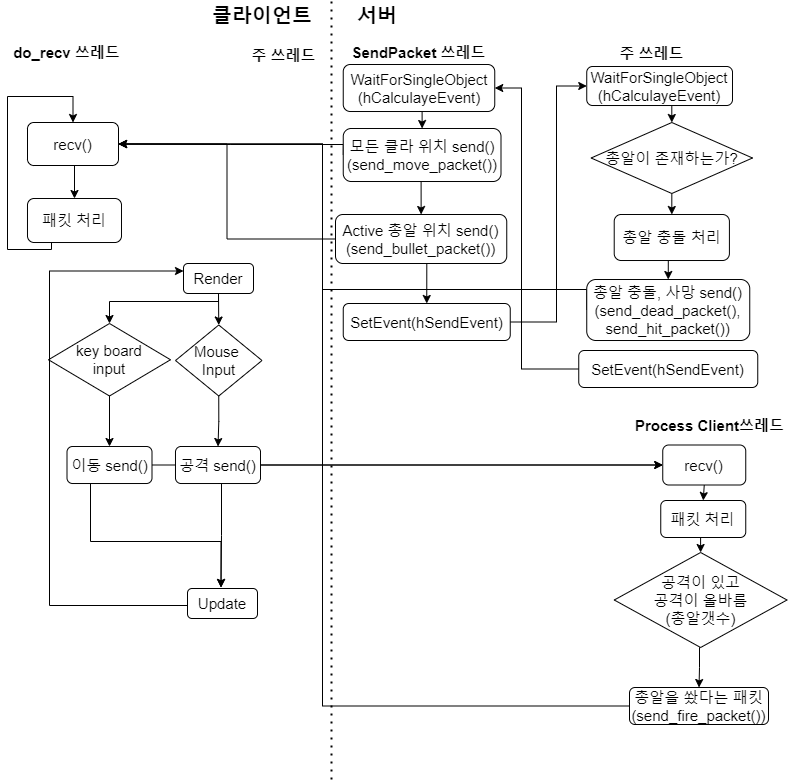 클라이언트
서버
do_recv 쓰레드
주 쓰레드
SendPacket 쓰레드
주 쓰레드
recv()
패킷 처리
Render
key board
input
Mouse
Input
이동 send()
공격 send()
Update
WaitForSingleObject
(hCalculayeEvent)
모든 클라 위치 send()
(send_move_packet())
Active 총알 위치 send()
(send_bullet_packet())
SetEvent(hSendEvent)
WaitForSingleObject
(hCalculayeEvent)
총알이 존재하는가?
총알 충돌 처리
총알 충돌, 사망 send()
(send_dead_packet(),
send_hit_packet())
SetEvent(hSendEvent)
Process Client쓰레드
recv()
패킷 처리
공격이 있고
공격이 올바름
(총알갯수)
총알을 쐈다는 패킷
(send_fire_packet())